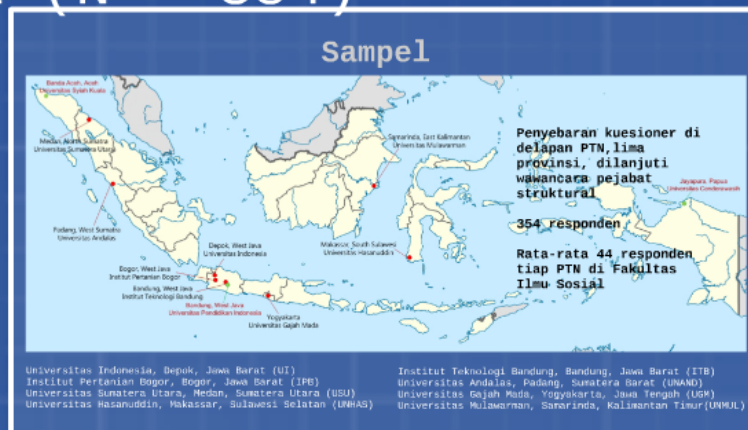 Sampel
Banda Aceh, Aceh
Universitas Syiah Kuala
Medan, North Sumatra
Universitas Sumatera Utara
Samarinda, East Kalimantan
Universitas Mulawarman
Penyebaran kuesioner di
delapan PTN,lima
provinsi, dilanjuti
wawancara pejabat
struktural
354 responden
Rata-rata 44 responden
tiap PTN di Fakultas
Ilmu Sosial
Jayapura, Papua
Universitas Cenderawasih
Padang, West Sumatra
Universitas Andalas
Depok, West Java
Universitas Indonesia
Makassar, South Sulawesi
Universitas Hasanuddin
Bogor, West Java
Institut Pertanian Bogor
Bandung, West Java
Institut Teknologi Bandung
Bandung, West Java
Universitas Pendidikan Indonesia
Yogyakarta
Universitas Gajah Mada
Universitas Indonesia, Depok, Jawa Barat (UI)
Institut Pertanian Bogor, Bogor, Jawa Barat (IPB)
Universitas Sumatera Utara, Medan, Sumatera Utara (USU)
Universitas Hasanuddin, Makassar, Sulawesi Selatan (UNHAS)
Institut Teknologi Bandung, Bandung, Jawa Barat (ITB)
Universitas Andalas, Padang, Sumatera Barat (UNAND)
Universitas Gajah Mada, Yogyakarta, Jawa Tengah (UGM)
Universitas Mulawarman, Samarinda, Kalimantan Timur(UNMUL)